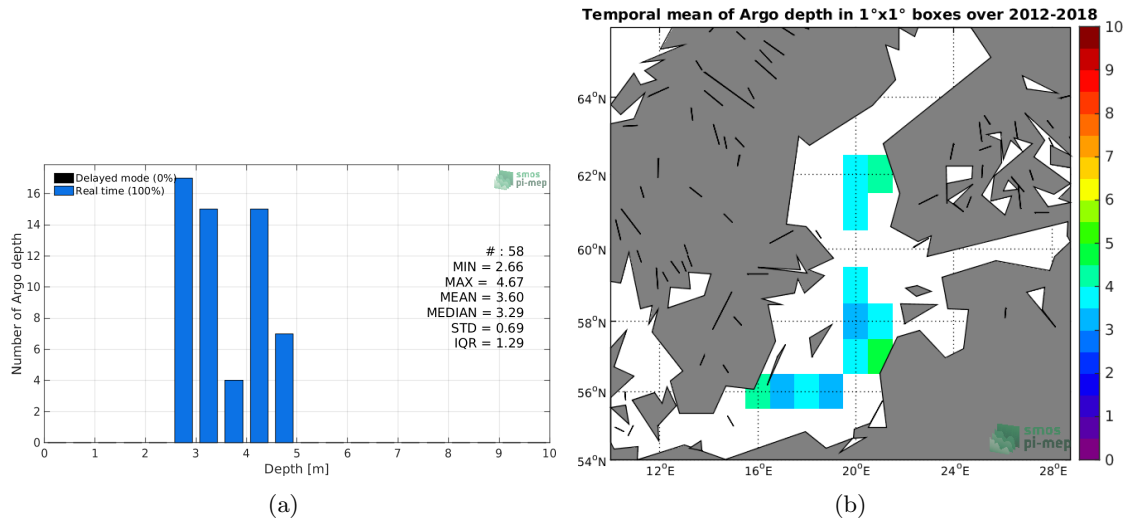 Temporal mean of Argo depth in 1°x1° boxes over 2012-2018
Delayed mode (0%)
Real time (100%)
smos
pi-mep
# : 58
MIN = 2.66
MAX = 4.67
MEAN = 3.60
MEDIAN = 3.29
STD = 0.69
IQR = 1.29
Number of Argo depth
16
14
12
10
8
6
4
2
0
0 1 2 3 4 5 6 7 8 9 10
Depth [m]
(a)
64°N
62°N
60°N
58°N
56°N
54°N
12°E 16°E 20°E 24°E 28°E
smos
pi-mep
10
9
8
7
6
5
4
3
2
1
0
(b)